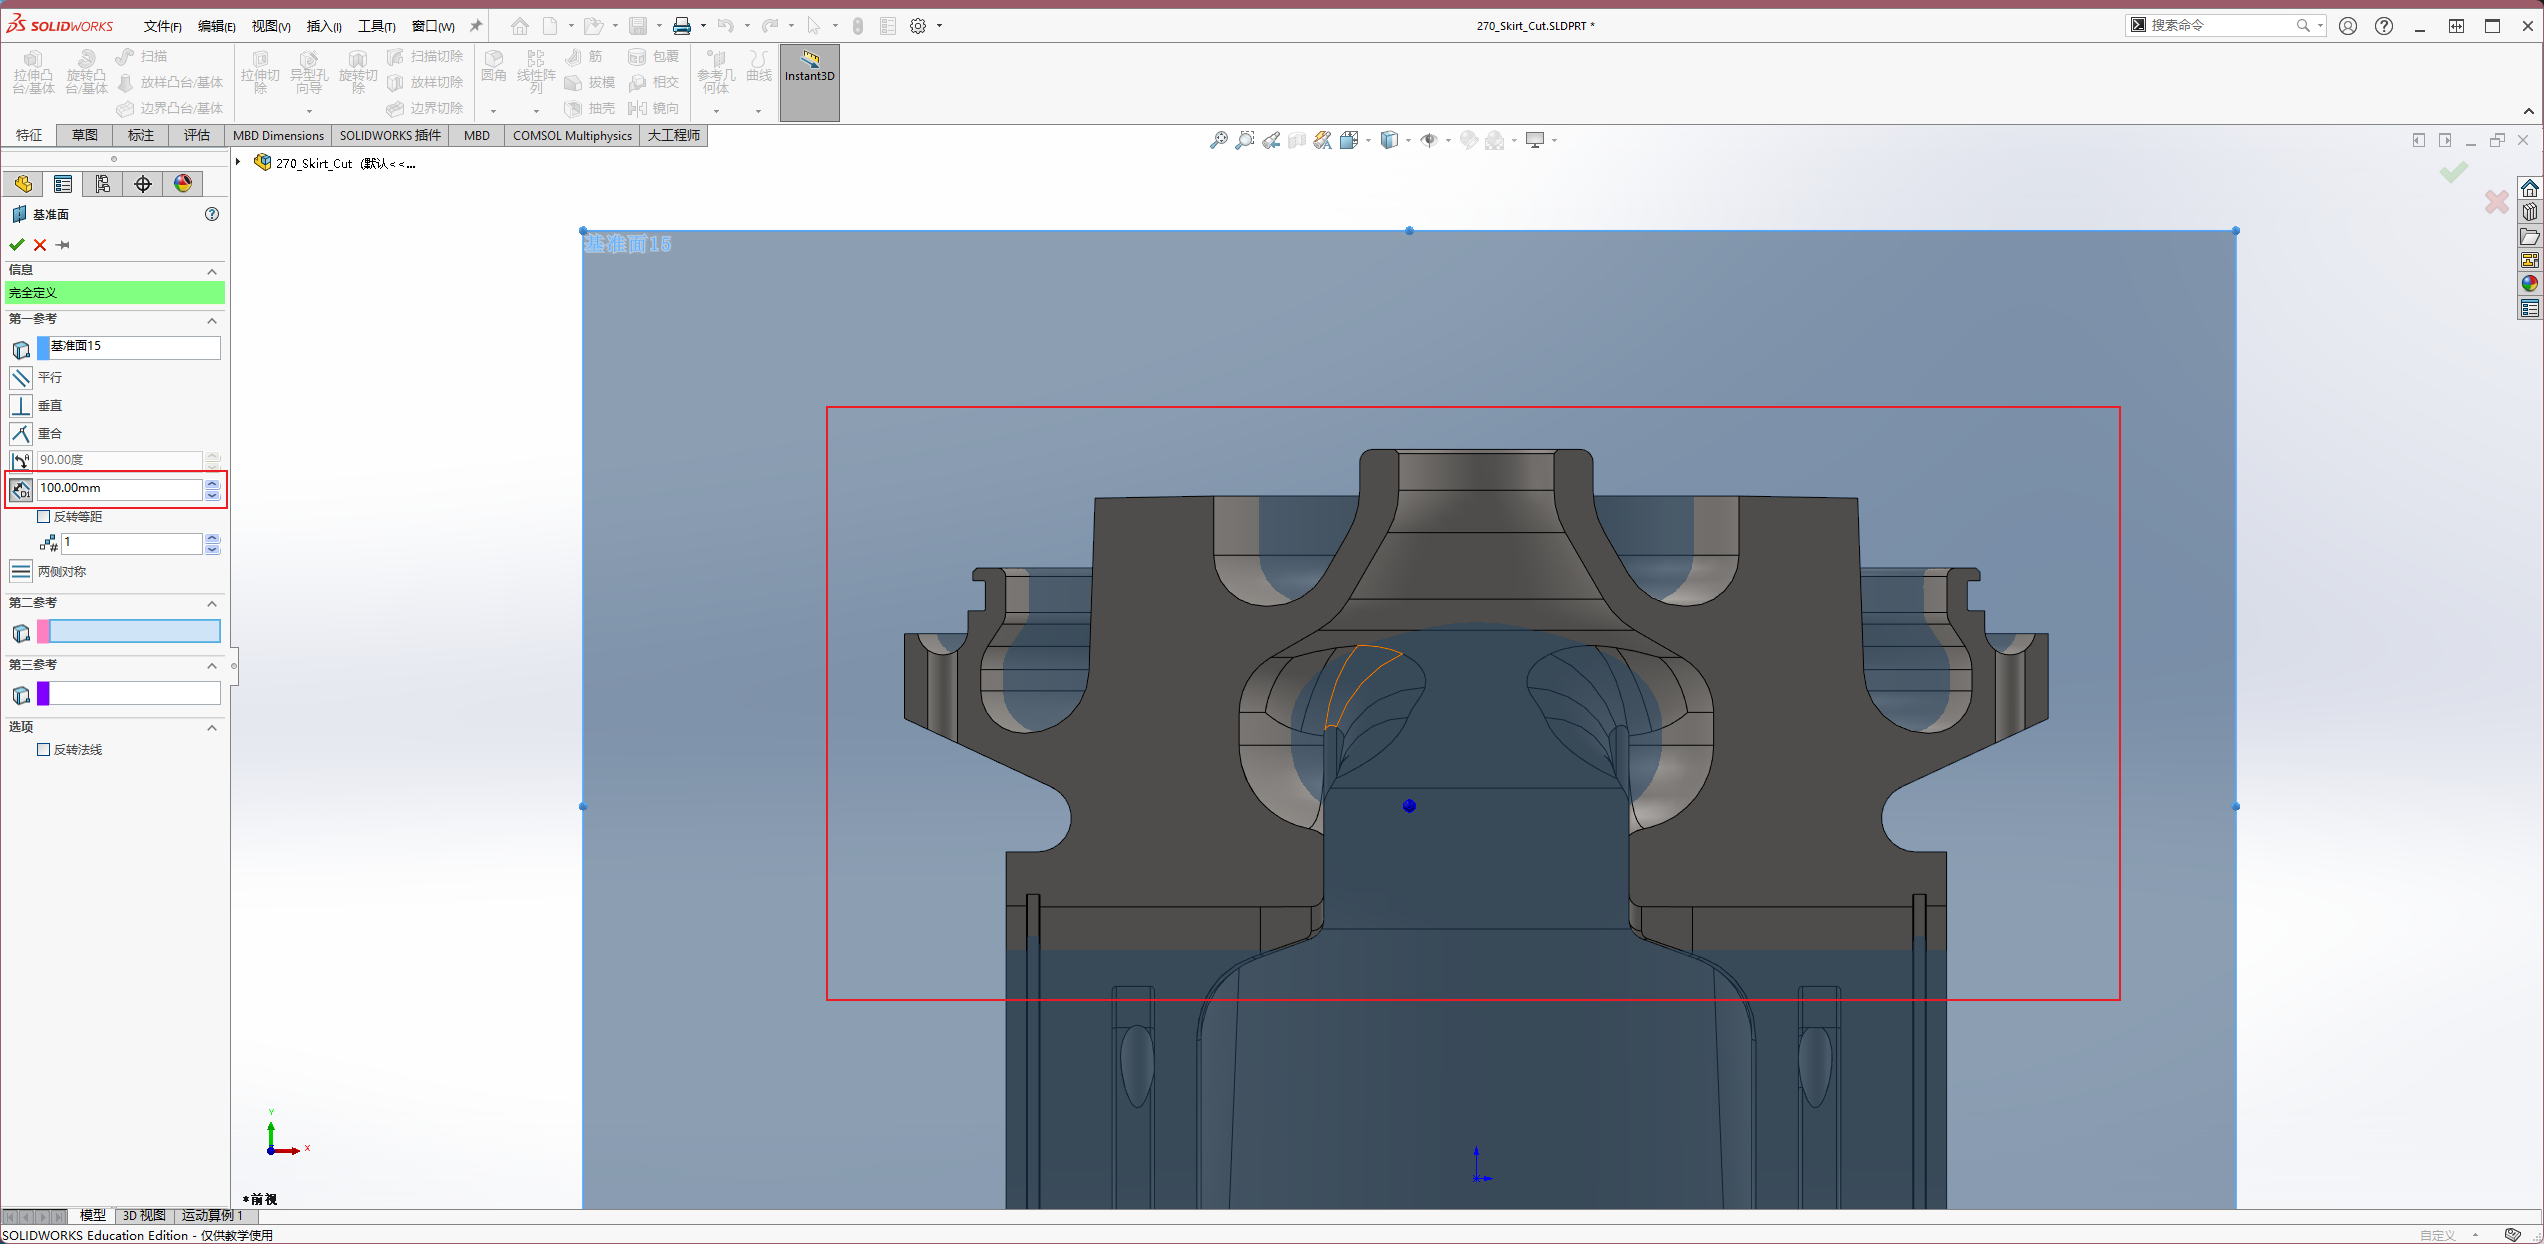 SOLIDWORKS 文件(F) 编辑(E) 视图(V) 插入(I) 工具(T) 窗口(W) 270_Skirt_Cut.SLDPRT * 搜索命令
拉伸凸台/基体
旋转凸台/基体
扫描
放样凸台/基体
边界凸台/基体
拉伸切除
异型孔向导
旋转切除
扫描切除
放样切除
边界切除
圆角
线性阵列
筋
拔模
抽壳
包覆
相交
镜向
参考几何体
曲线
Instant3D
特征 草图 标注 评估 MBD Dimensions SOLIDWORKS 插件 MBD COMSOL Multiphysics 大工程师
270_Skirt_Cut (默认<<...
基准面
信息
完全定义
第一参考
基准面15
平行
垂直
重合
90.00度
100.00mm
反转等距
1
两侧对称
第二参考
第三参考
选项
反转法线
基准面15
Y
X
*前视
模型 3D 视图 运动算例 1
SOLIDWORKS Education Edition - 仅供教学使用
自定义